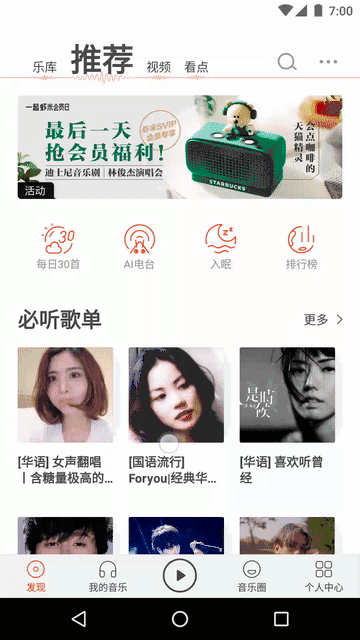 7:00
乐库 推荐 视频 看点
一起虾米会员日
最后一天
抢会员福利！
虾米SVIP
会员专享
迪士尼音乐剧 | 林俊杰演唱会
会点咖啡的
天猫精灵
STARBUCKS
活动
每日30首 AI电台 入眠 排行榜
必听歌单 更多
[华语] 女声翻唱
丨含糖量极高的...
[国语流行]
Foryou|经典华...
是时候
[华语] 喜欢听曾
经
发现 我的音乐 音乐圈 个人中心